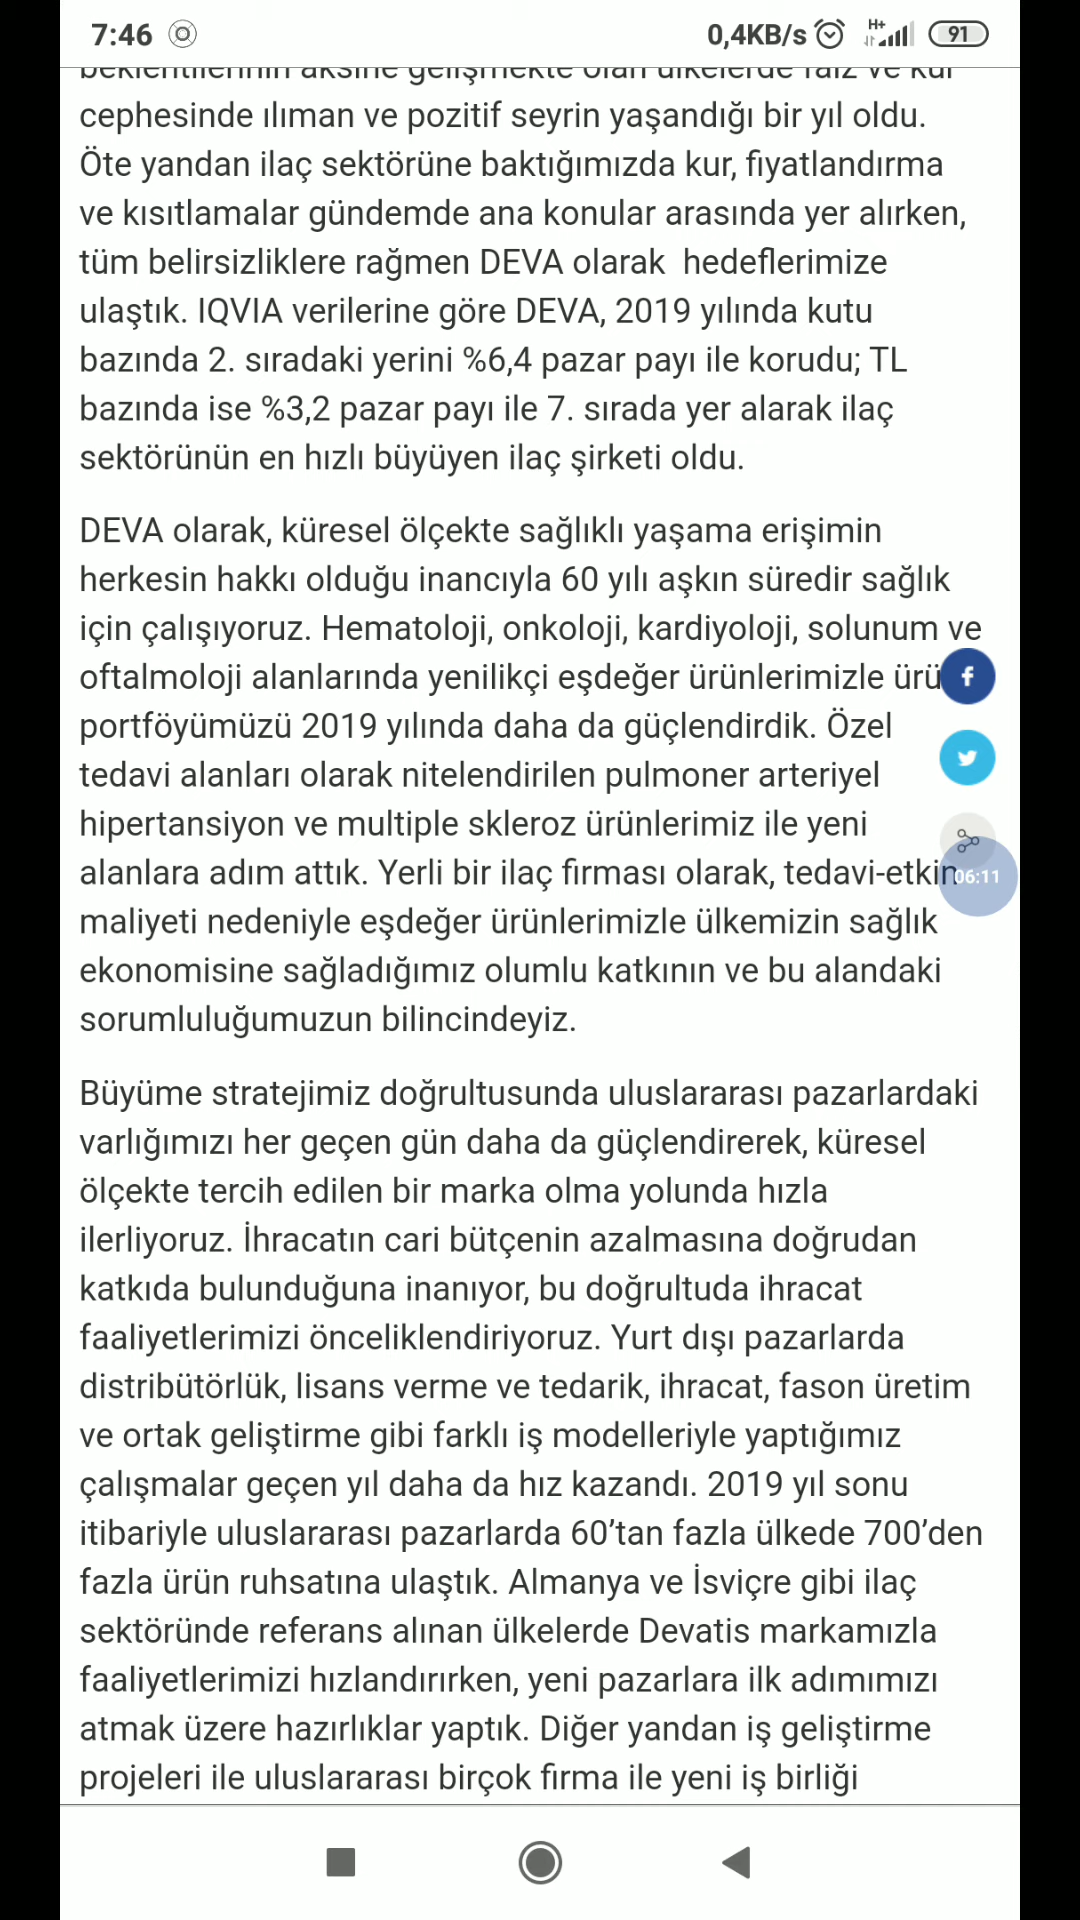 7:46
0,4KB/s H+ 91
beklentilerinin aksine gelişmekte olan ülkelerde faiz ve kur
cephesinde ılıman ve pozitif seyrin yaşandığı bir yıl oldu.
Öte yandan ilaç sektörüne baktığımızda kur, fiyatlandırma
ve kısıtlamalar gündemde ana konular arasında yer alırken,
tüm belirsizliklere rağmen DEVA olarak  hedeflerimize
ulaştık. IQVIA verilerine göre DEVA, 2019 yılında kutu
bazında 2. sıradaki yerini %6,4 pazar payı ile korudu; TL
bazında ise %3,2 pazar payı ile 7. sırada yer alarak ilaç
sektörünün en hızlı büyüyen ilaç şirketi oldu.
DEVA olarak, küresel ölçekte sağlıklı yaşama erişimin
herkesin hakkı olduğu inancıyla 60 yılı aşkın süredir sağlık
için çalışıyoruz. Hematoloji, onkoloji, kardiyoloji, solunum ve
oftalmoloji alanlarında yenilikçi eşdeğer ürünlerimizle ürü
portföyümüzü 2019 yılında daha da güçlendirdik. Özel
tedavi alanları olarak nitelendirilen pulmoner arteriyel
hipertansiyon ve multiple skleroz ürünlerimiz ile yeni
alanlara adım attık. Yerli bir ilaç firması olarak, tedavi-etkin
06:11
maliyeti nedeniyle eşdeğer ürünlerimizle ülkemizin sağlık
ekonomisine sağladığımız olumlu katkının ve bu alandaki
sorumluluğumuzun bilincindeyiz.
Büyüme stratejimiz doğrultusunda uluslararası pazarlardaki
varlığımızı her geçen gün daha da güçlendirerek, küresel
ölçekte tercih edilen bir marka olma yolunda hızla
ilerliyoruz. İhracatın cari bütçenin azalmasına doğrudan
katkıda bulunduğuna inanıyor, bu doğrultuda ihracat
faaliyetlerimizi önceliklendiriyoruz. Yurt dışı pazarlarda
distribütörlük, lisans verme ve tedarik, ihracat, fason üretim
ve ortak geliştirme gibi farklı iş modelleriyle yaptığımız
çalışmalar geçen yıl daha da hız kazandı. 2019 yıl sonu
itibariyle uluslararası pazarlarda 60’tan fazla ülkede 700’den
fazla ürün ruhsatına ulaştık. Almanya ve İsviçre gibi ilaç
sektöründe referans alınan ülkelerde Devatis markamızla
faaliyetlerimizi hızlandırırken, yeni pazarlara ilk adımımızı
atmak üzere hazırlıklar yaptık. Diğer yandan iş geliştirme
projeleri ile uluslararası birçok firma ile yeni iş birliği